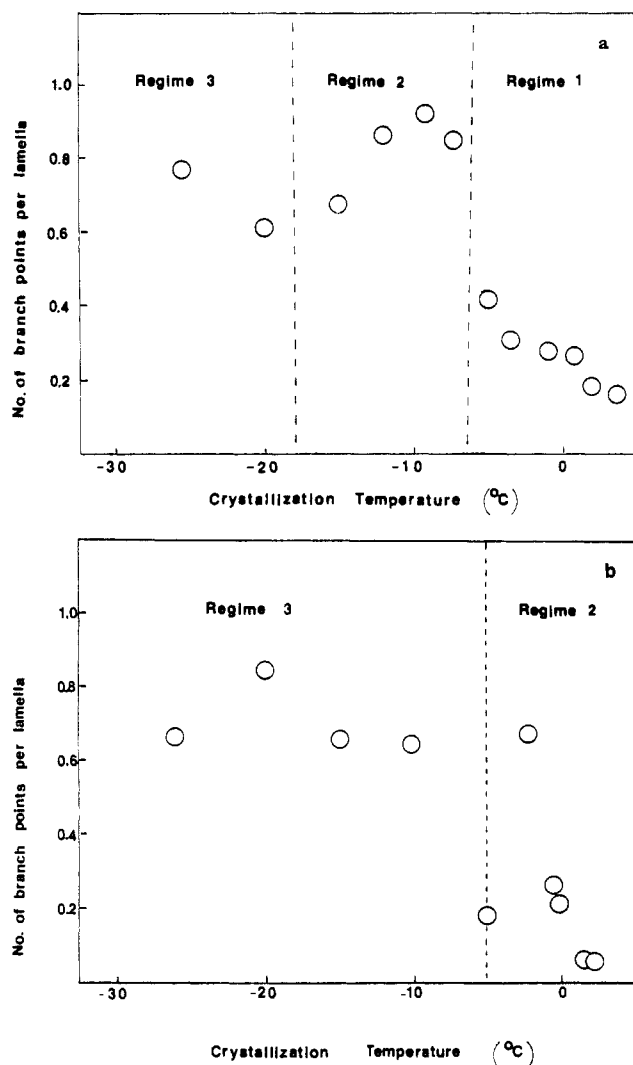 a
Regime 3 Regime 2 Regime 1
1.0
0.8
0.6
0.4
0.2
No. of branch points per lamella
-30 -20 -10 0
Crystallization Temperature (°C)
b
Regime 3 Regime 2
1.0
0.8
0.6
0.4
0.2
No. of branch points per lamella
-30 -20 -10 0
Crystallization Temperature (°C)